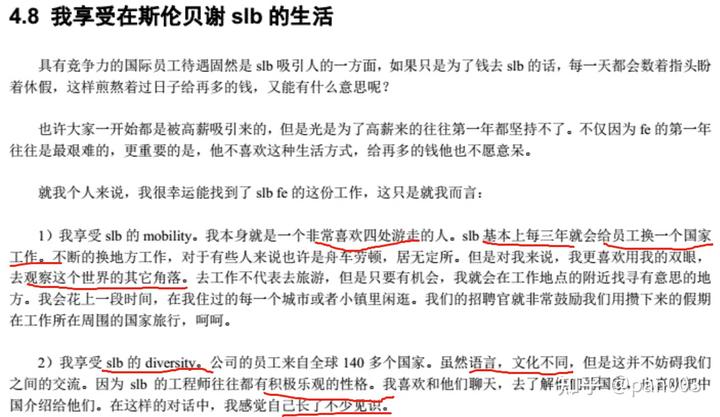 4.8 我享受在斯伦贝谢 slb 的生活
具有竞争力的国际员工待遇固然是 slb 吸引人的一方面，如果只是为了钱去 slb 的话，每一天都会数着指头盼
着休假，这样煎熬着过日子给再多的钱，又能有什么意思呢？
也许大家一开始都是被高薪吸引来的，但是光是为了高薪来的往往第一年都坚持不了。不仅因为 fe 的第一年
往往是最艰难的，更重要的是，他不喜欢这种生活方式，给再多的钱他也不愿意呆。
就我个人来说，我很幸运能找到了 slb fe 的这份工作，这只是就我而言：
1）我享受 slb 的 mobility。我本身就是一个非常喜欢四处游走的人。slb 基本上每三年就会给员工换一个国家
工作。不断的换地方工作，对于有些人来说也许是舟车劳顿，居无定所。但是对我来说，我更喜欢用我的双眼，
去观察这个世界的其它角落。去工作不代表去旅游，但是只要有机会，我就会在工作地点的附近找寻有意思的地
方。我会花上一段时间，在我住过的每一个城市或者小镇里闲逛。我们的招聘官就非常鼓励我们用攒下来的假期
在工作所在周围的国家旅行，呵呵。
2）我享受 slb 的 diversity。公司的员工来自全球 140 多个国家。虽然语言，文化不同，但是这并不妨碍我们
之间的交流。因为 slb 的工程师往往都有积极乐观的性格。我喜欢和他们聊天，去了解他们的国家，也喜欢把中
国介绍给他们。在这样的对话中，我感觉自己长了不少见识。
知乎 @pan003